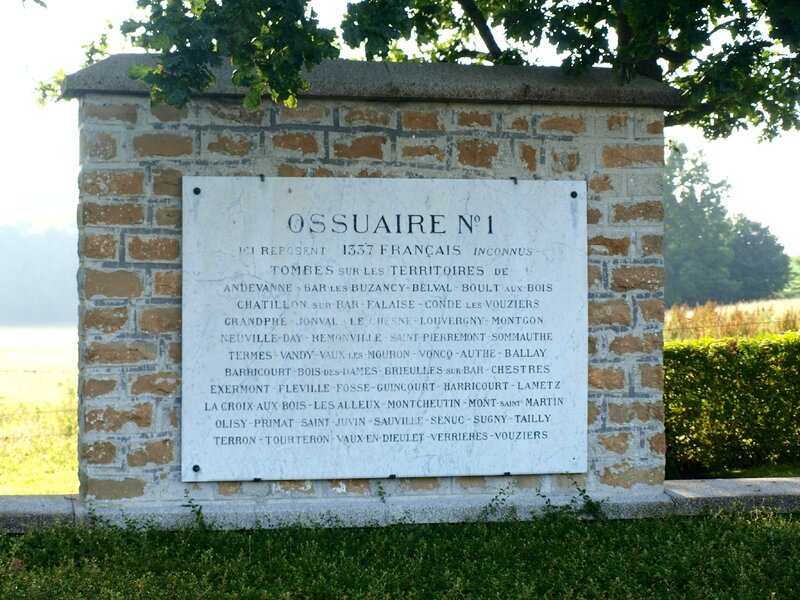 OSSUAIRE Nº 1
ICI REPOSENT 1337 FRANÇAIS INCONNUS
TOMBES SUR LES TERRITOIRES DE
ANDEVANNE - BAR LES BUZANCY - BELVAL - BOULT AUX BOIS
CHATILLON SUR BAR - FALAISE - CONDE LES VOUZIERS
GRANDPRE - JONVAL - LE CHESNE - LOUVERGNY - MONTGON
NEUVILLE-DAY - REMONVILLE - SAINT PIERREMONT SOMMAUTHE
TERMES - VANDY - VAUX LES MOURON - VONCQ - AUTHE - BALLAY
BARRICOURT - BOIS DES DAMES - BRIEULLES SUR BAR - CHESTRES
EXERMONT - FLEVILLE - FOSSE - GUINCOURT - HARRICOURT - LAMETZ
LA CROIX AUX BOIS - LES ALLEUX - MONTCHEUTIN - MONT SAINT MARTIN
OLISY - PRIMAT - SAINT JUVIN - SAUVILLE - SENUC - SUGNY - TAILLY
TERRON - TOURTERON - VAUX EN DIEULET - VERRIÈRES - VOUZIERS